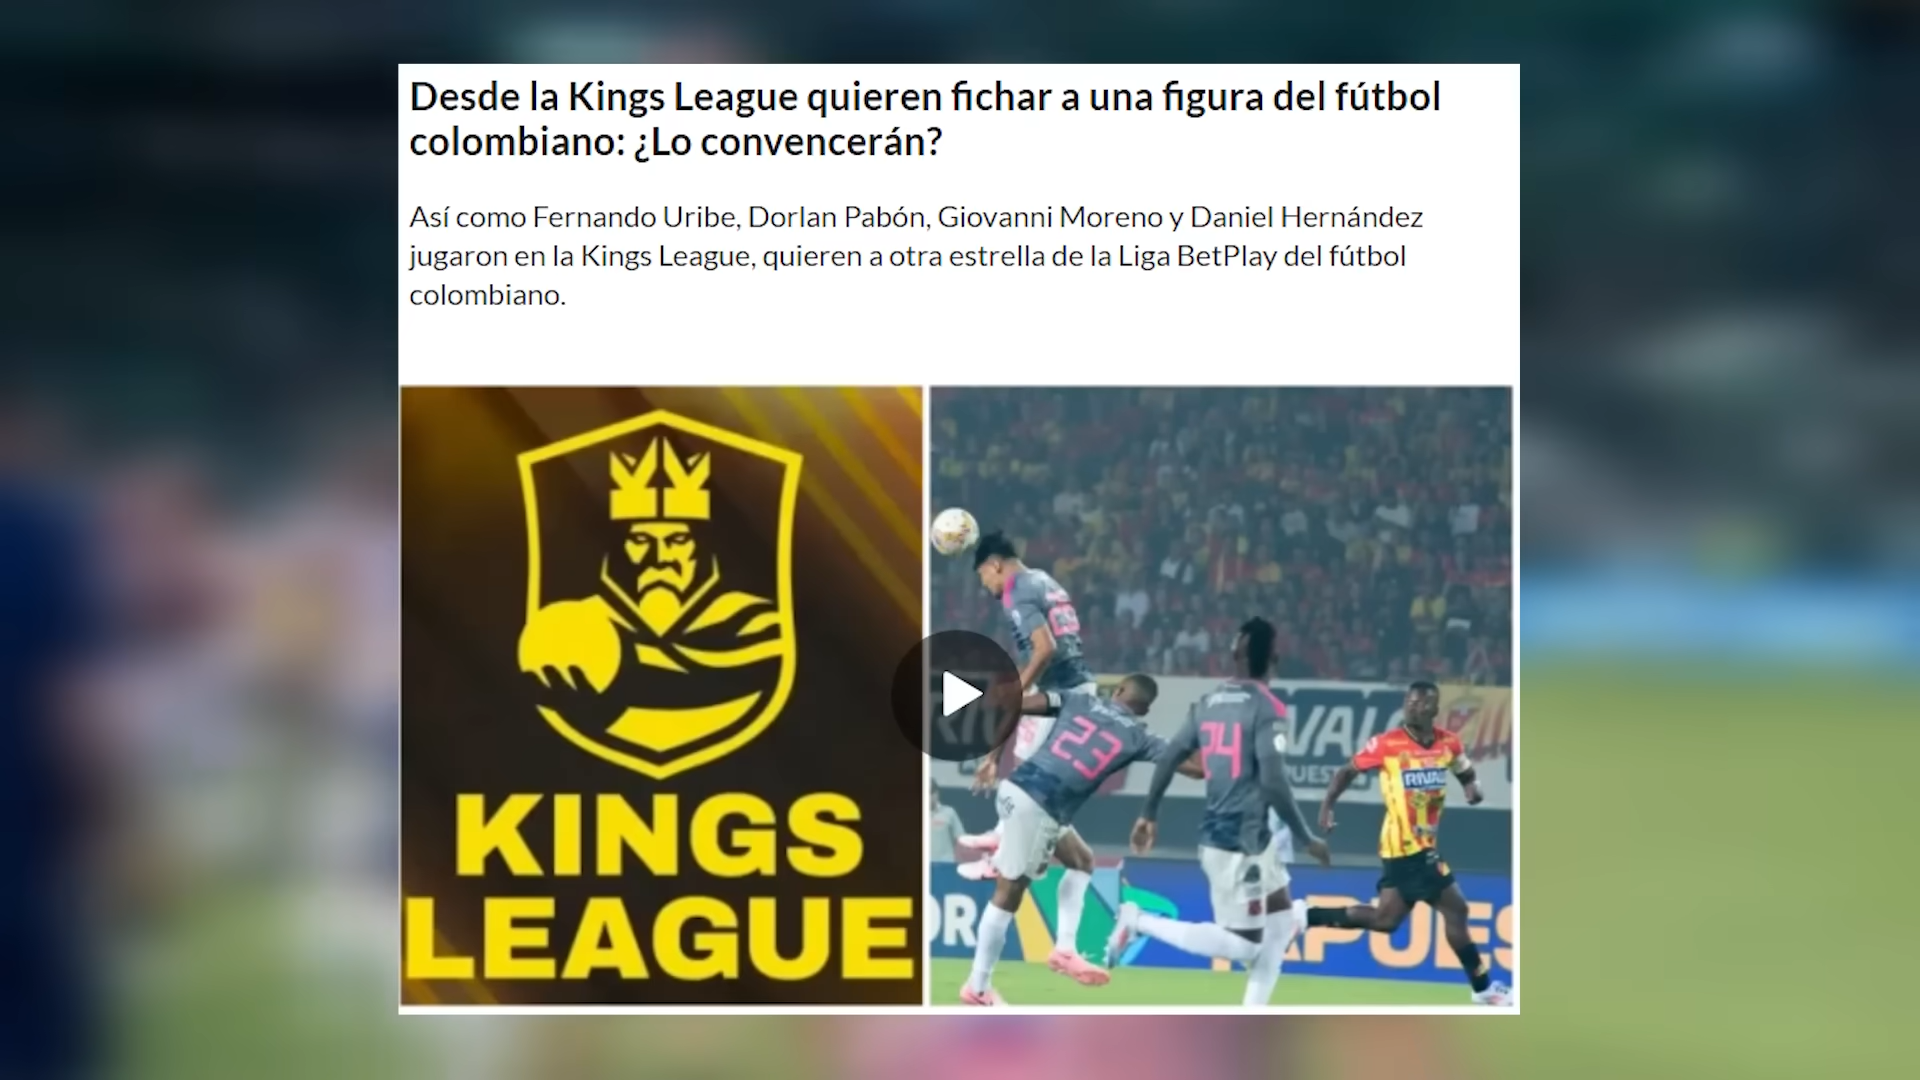 Desde la Kings League quieren fichar a una figura del fútbol
colombiano: ¿Lo convencerán?
Así como Fernando Uribe, Dorlan Pabón, Giovanni Moreno y Daniel Hernández
jugaron en la Kings League, quieren a otra estrella de la Liga BetPlay del fútbol
colombiano.
KINGS
LEAGUE
23
24
RIVALO